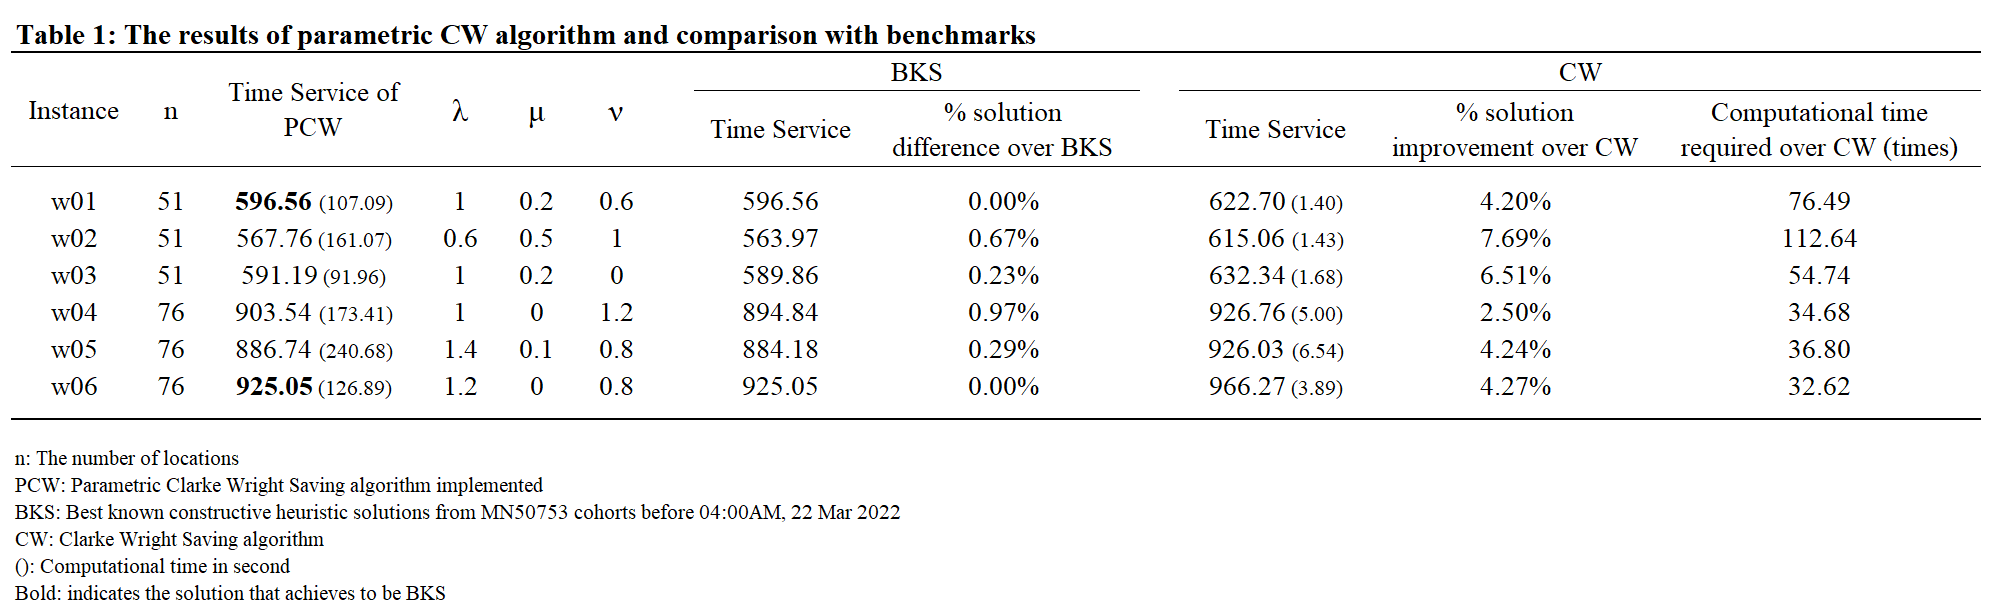 Table 1: The results of parametric CW algorithm and comparison with benchmarks
BKS CW
Instance n Time Service of PCW λ μ ν Time Service % solution difference over BKS Time Service % solution improvement over CW Computational time required over CW (times)
w01 51 596.56 (107.09) 1 0.2 0.6 596.56 0.00% 622.70 (1.40) 4.20% 76.49
w02 51 567.76 (161.07) 0.6 0.5 1 563.97 0.67% 615.06 (1.43) 7.69% 112.64
w03 51 591.19 (91.96) 1 0.2 0 589.86 0.23% 632.34 (1.68) 6.51% 54.74
w04 76 903.54 (173.41) 1 0 1.2 894.84 0.97% 926.76 (5.00) 2.50% 34.68
w05 76 886.74 (240.68) 1.4 0.1 0.8 884.18 0.29% 926.03 (6.54) 4.24% 36.80
w06 76 925.05 (126.89) 1.2 0 0.8 925.05 0.00% 966.27 (3.89) 4.27% 32.62
n: The number of locations
PCW: Parametric Clarke Wright Saving algorithm implemented
BKS: Best known constructive heuristic solutions from MN50753 cohorts before 04:00AM, 22 Mar 2022
CW: Clarke Wright Saving algorithm
(): Computational time in second
Bold: indicates the solution that achieves to be BKS